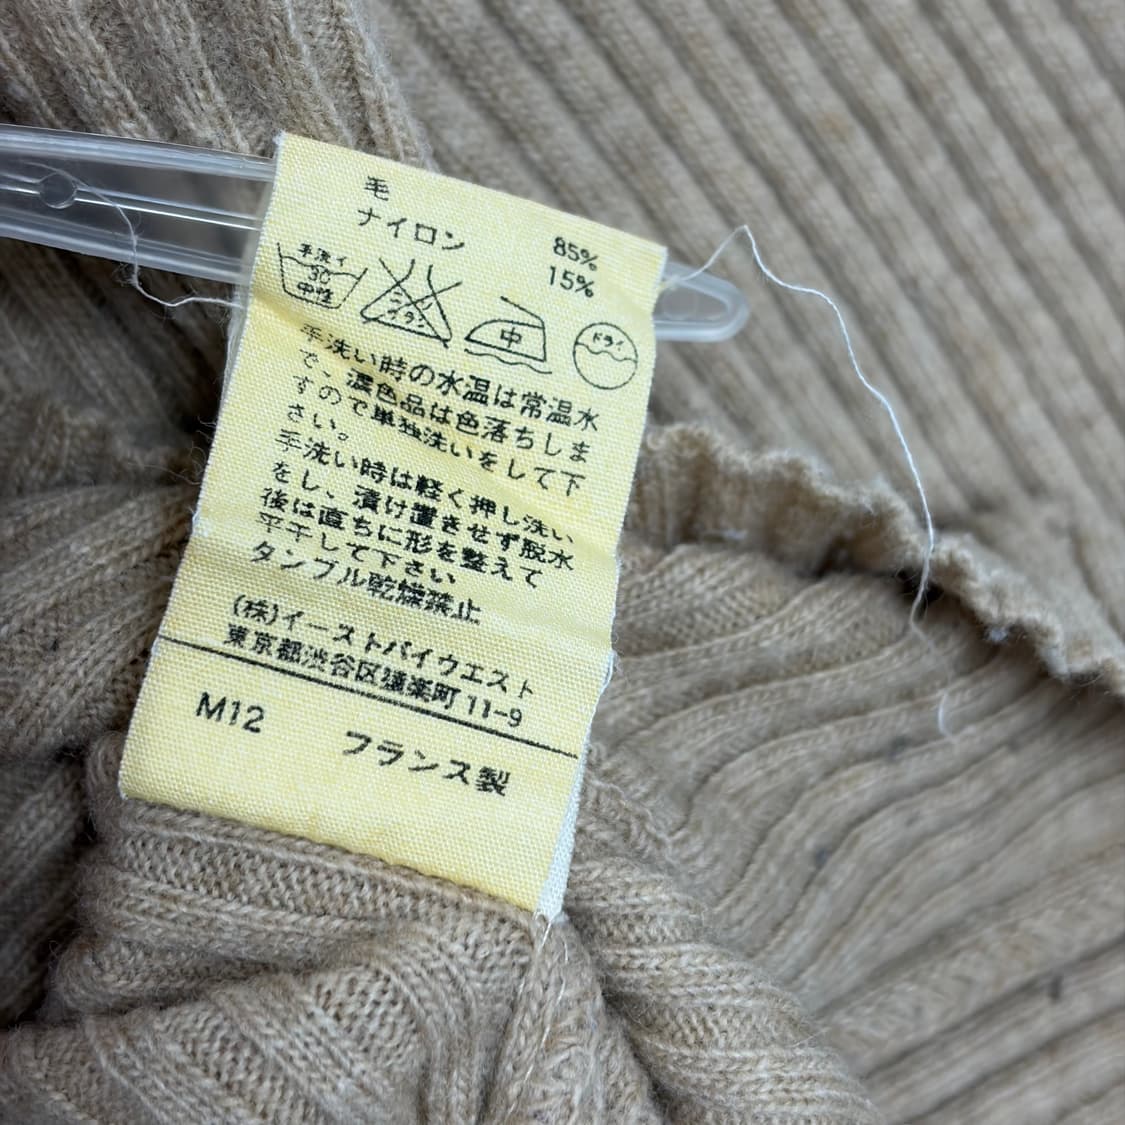 毛
ナイロン 85%
15%
手洗イ
30
中性
エンソ
サラシ
中
ドライ
手洗い時の水温は常温水
で、濃色品は色落ちしま
すので単独洗いをして下
さい。
手洗い時は軽く押し洗い
をし、漬け置きせず脱水
後は直ちに形を整えて
平干して下さい
タンブル乾燥禁止
(株)イーストバイウエスト
東京都渋谷区猿楽町11-9
M12 フランス製